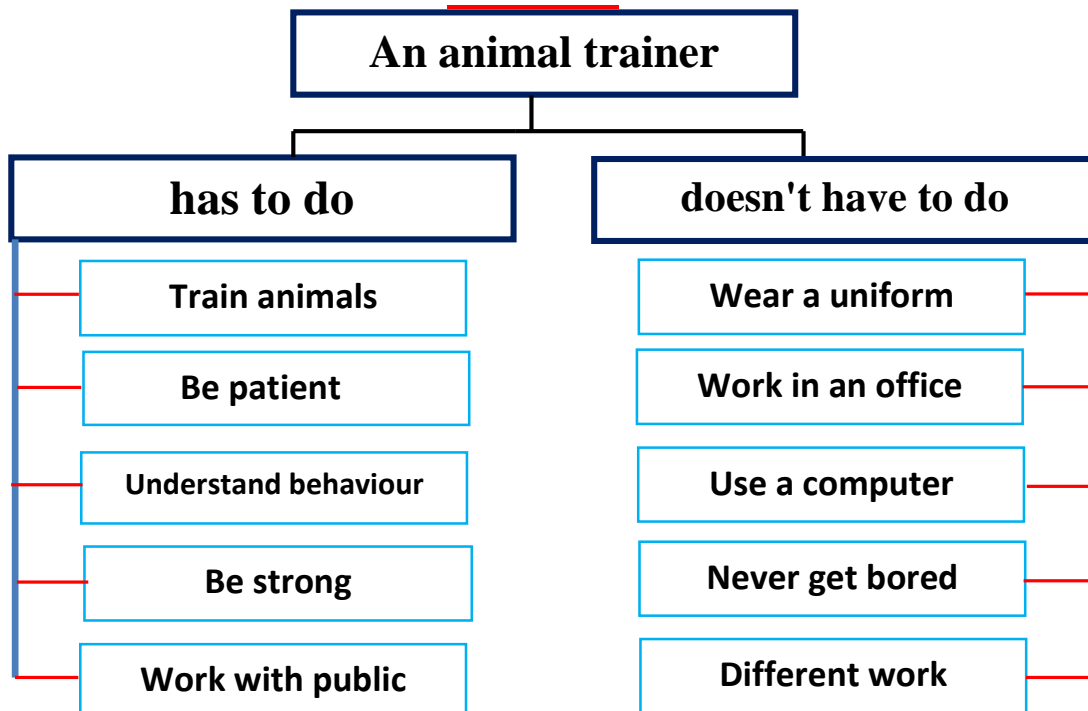 An animal trainer
has to do
Train animals
Be patient
Understand behaviour
Be strong
Work with public
doesn't have to do
Wear a uniform
Work in an office
Use a computer
Never get bored
Different work